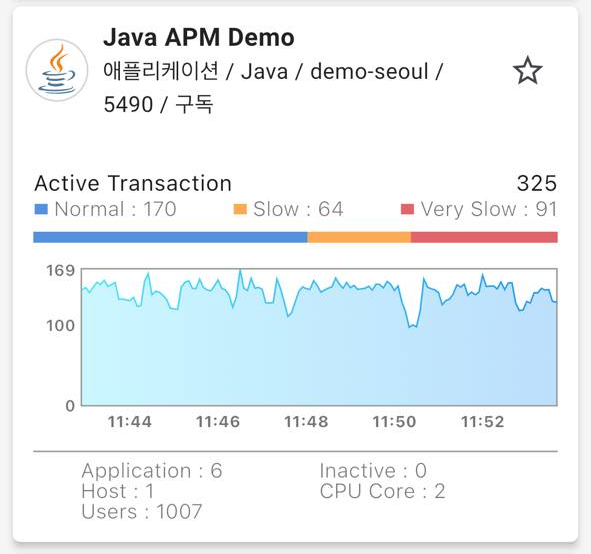 Java APM Demo
애플리케이션 / Java / demo-seoul /
5490 / 구독
Active Transaction 325
Normal : 170 Slow : 64 Very Slow : 91
169
100
0
11:44 11:46 11:48 11:50 11:52
Application : 6 Inactive : 0
Host : 1 CPU Core : 2
Users : 1007